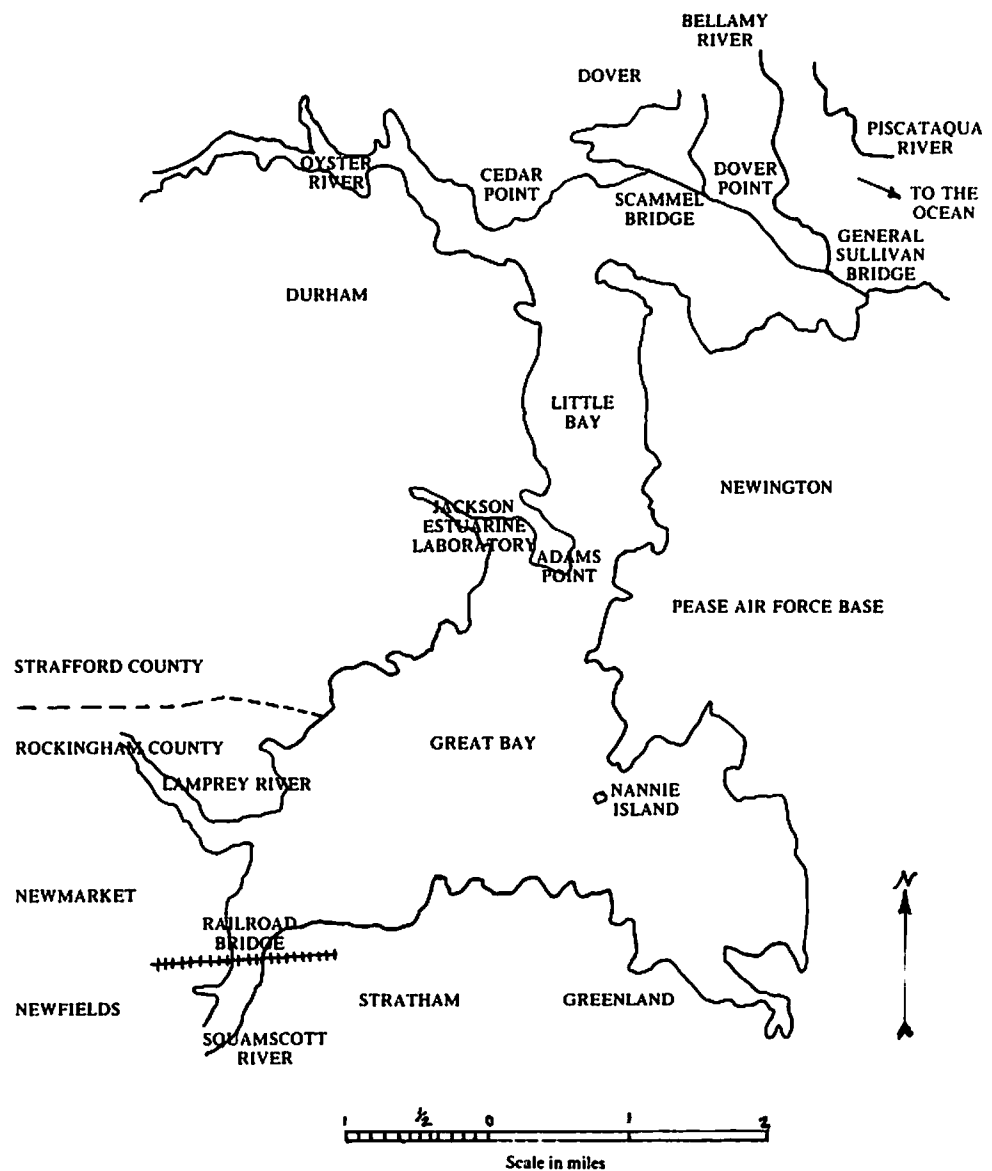 BELLAMY
RIVER
DOVER
PISCATAQUA
RIVER
OYSTER
RIVER
CEDAR
POINT
DOVER
POINT
SCAMMEL
BRIDGE
TO THE
OCEAN
GENERAL
SULLIVAN
BRIDGE
DURHAM
LITTLE
BAY
NEWINGTON
JACKSON
ESTUARINE
LABORATORY
ADAMS
POINT
PEASE AIR FORCE BASE
STRAFFORD COUNTY
ROCKINGHAM COUNTY
GREAT BAY
LAMPREY RIVER
NANNIE
ISLAND
NEWMARKET
N
RAILROAD
BRIDGE
NEWFIELDS
STRATHAM
GREENLAND
SQUAMSCOTT
RIVER
1 1/2 0 1 2
Scale in miles